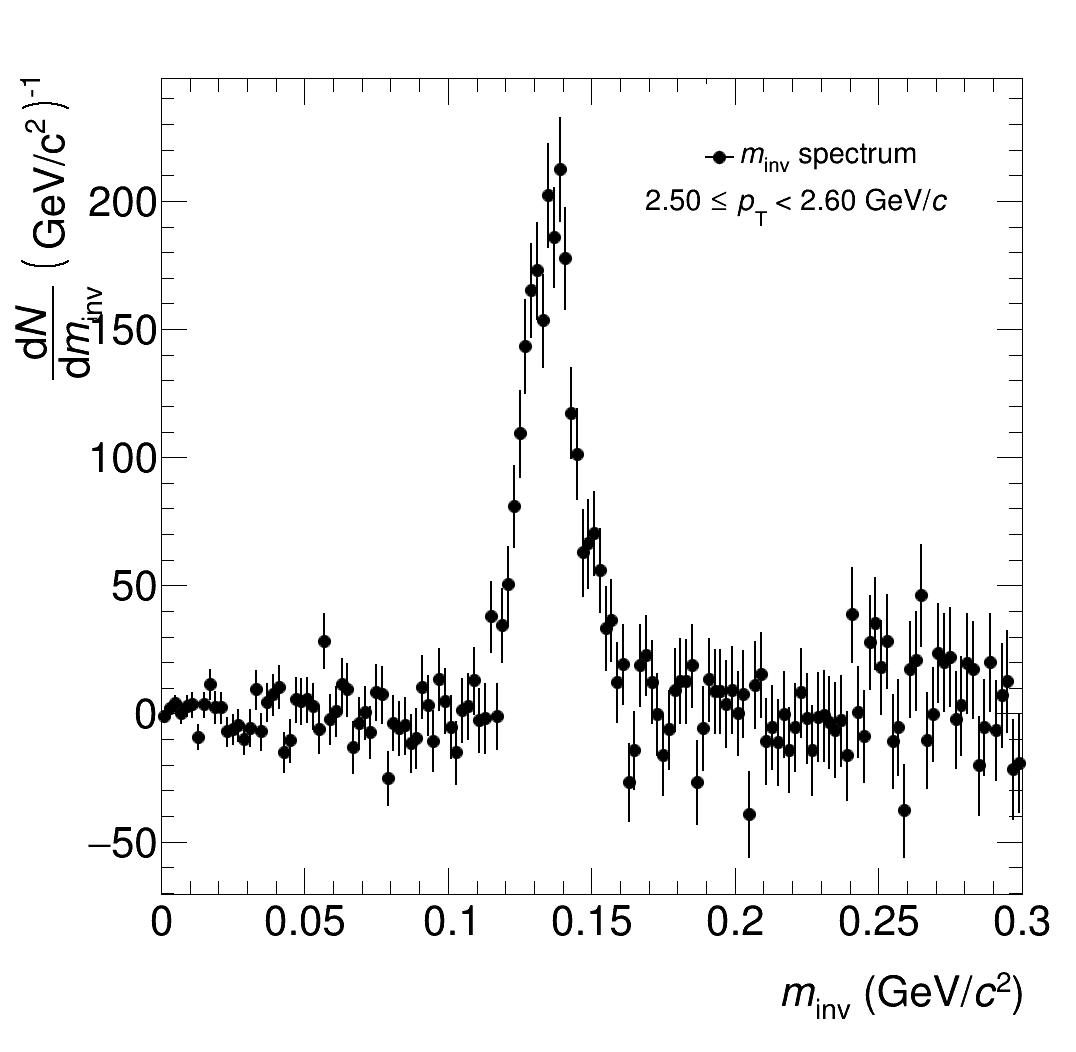 dN/dm_inv (GeV/c²)⁻¹
m_inv spectrum
2.50 ≤ p_T < 2.60 GeV/c
200
150
100
50
0
−50
0 0.05 0.1 0.15 0.2 0.25 0.3
m_inv (GeV/c²)